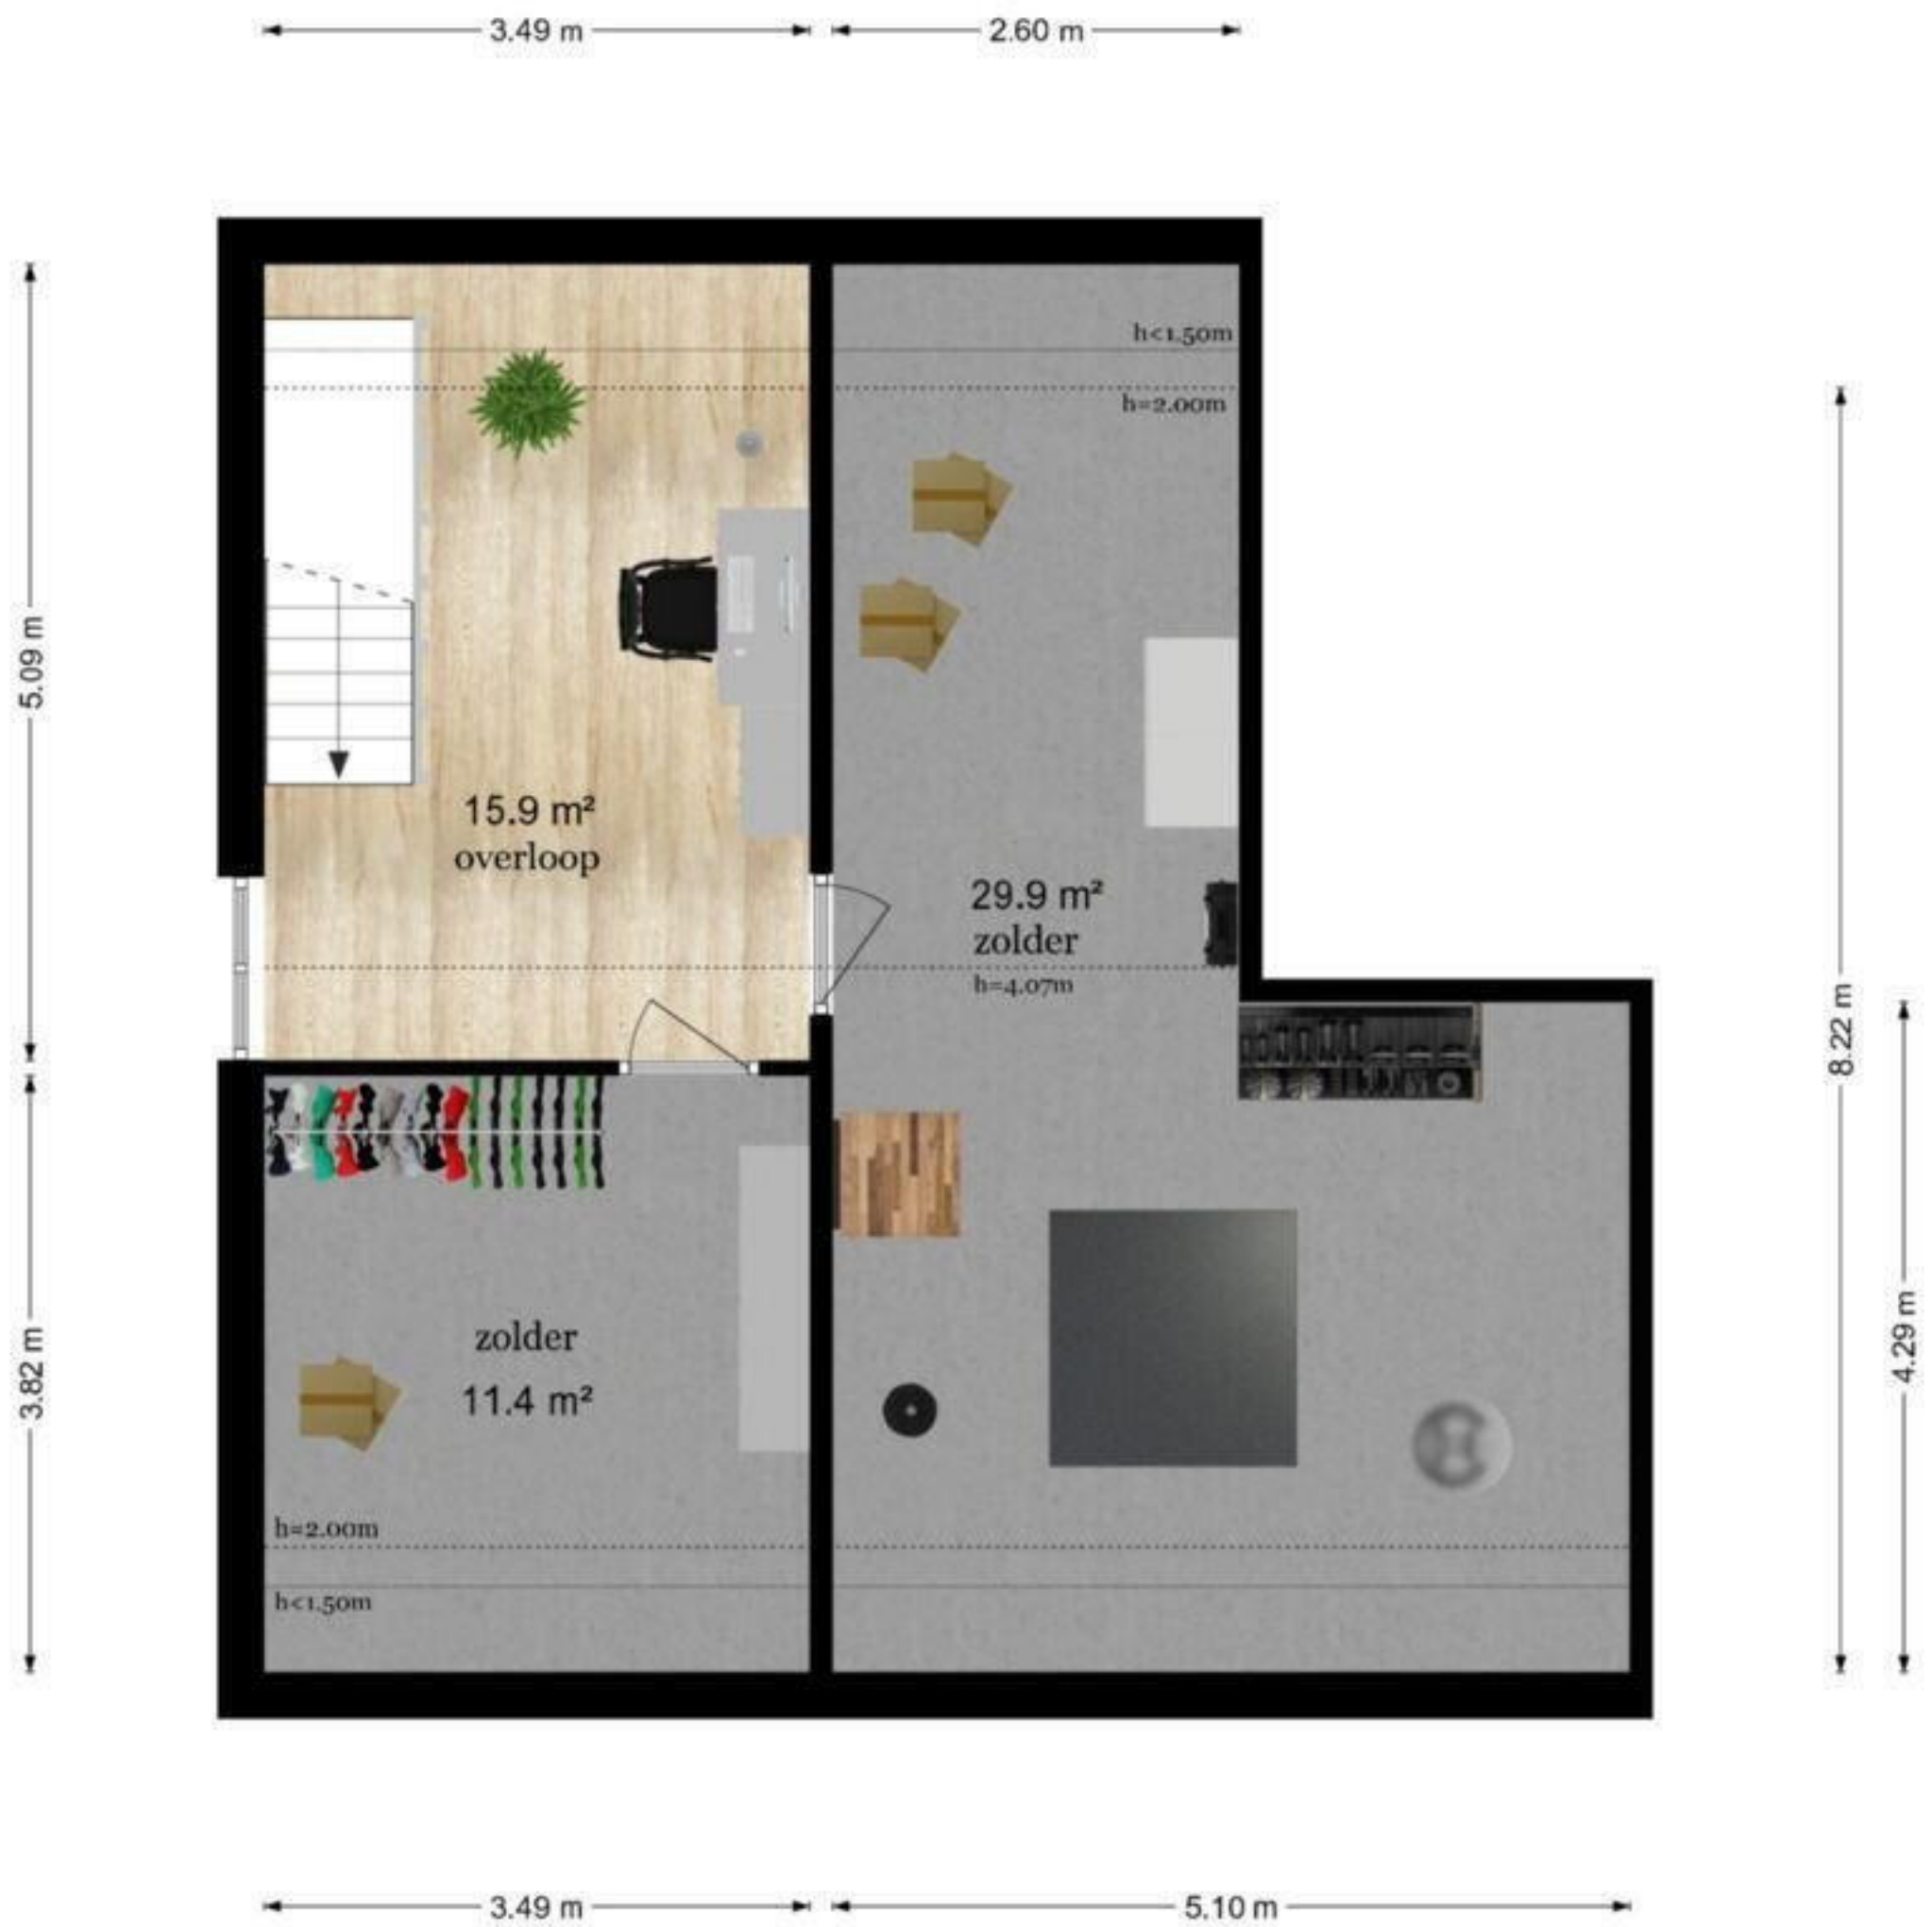 3.49 m
2.60 m
h<1.50m
h=2.00m
5.09 m
15.9 m²
overloop
29.9 m²
zolder
h=4.07m
8.22 m
4.29 m
3.82 m
zolder
11.4 m²
h=2.00m
h<1.50m
3.49 m
5.10 m